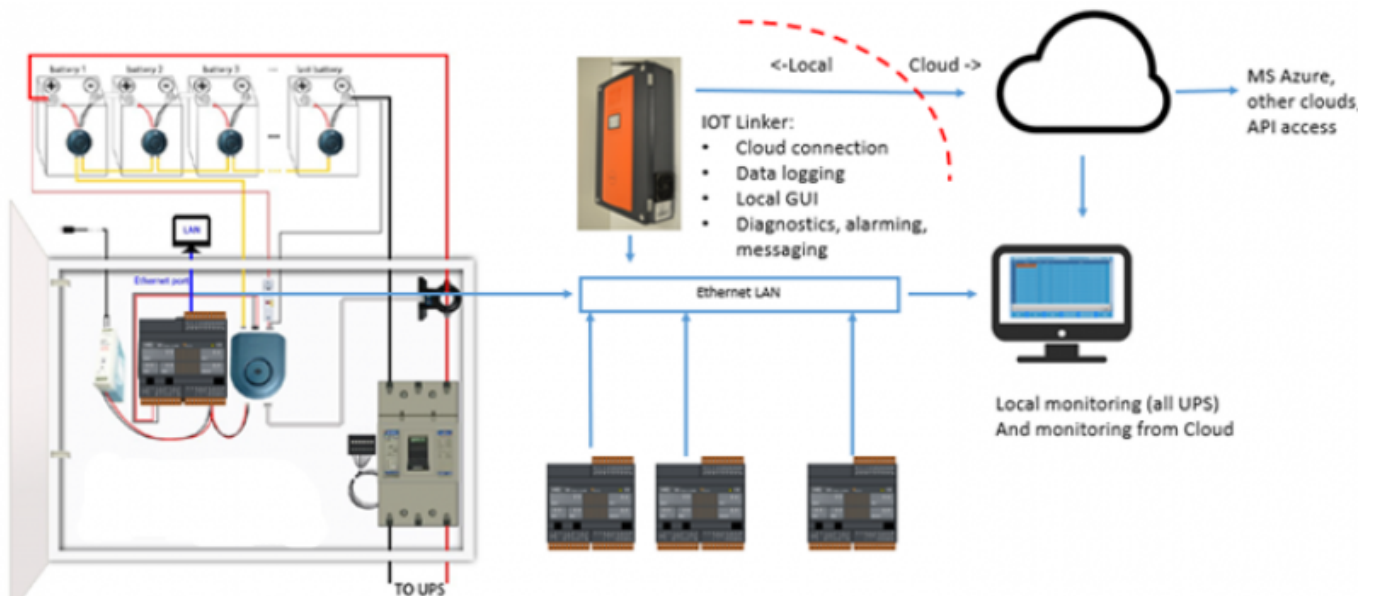 Battery 1
Battery 2
Battery 3
last battery
LAN
Ethernet port
TO UPS
<-Local
Cloud ->
IOT Linker:
• Cloud connection
• Data logging
• Local GUI
• Diagnostics, alarming,
messaging
Ethernet LAN
MS Azure,
other clouds,
API access
Local monitoring (all UPS)
And monitoring from Cloud